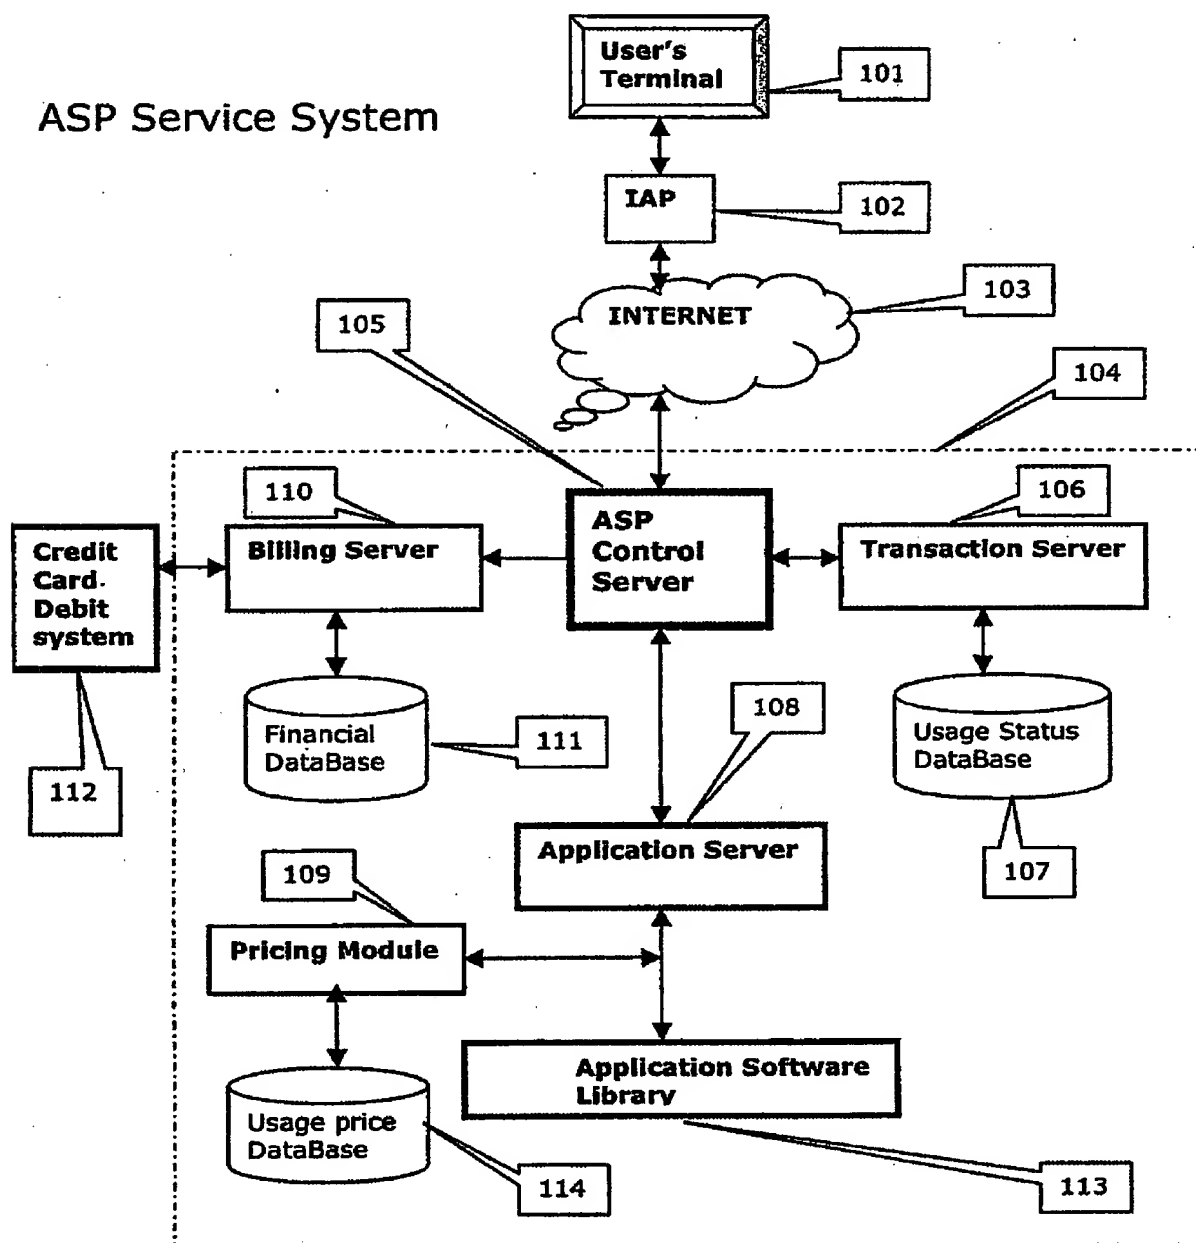 User's
Terminal
101
ASP Service System
IAP
102
INTERNET
103
105
104
110
106
Credit
Card.
Debit
system
Billing Server
ASP
Control
Server
Transaction Server
112
Financial
DataBase
111
108
Usage Status
DataBase
107
Application Server
109
Pricing Module
Application Software
Library
Usage price
DataBase
114
113